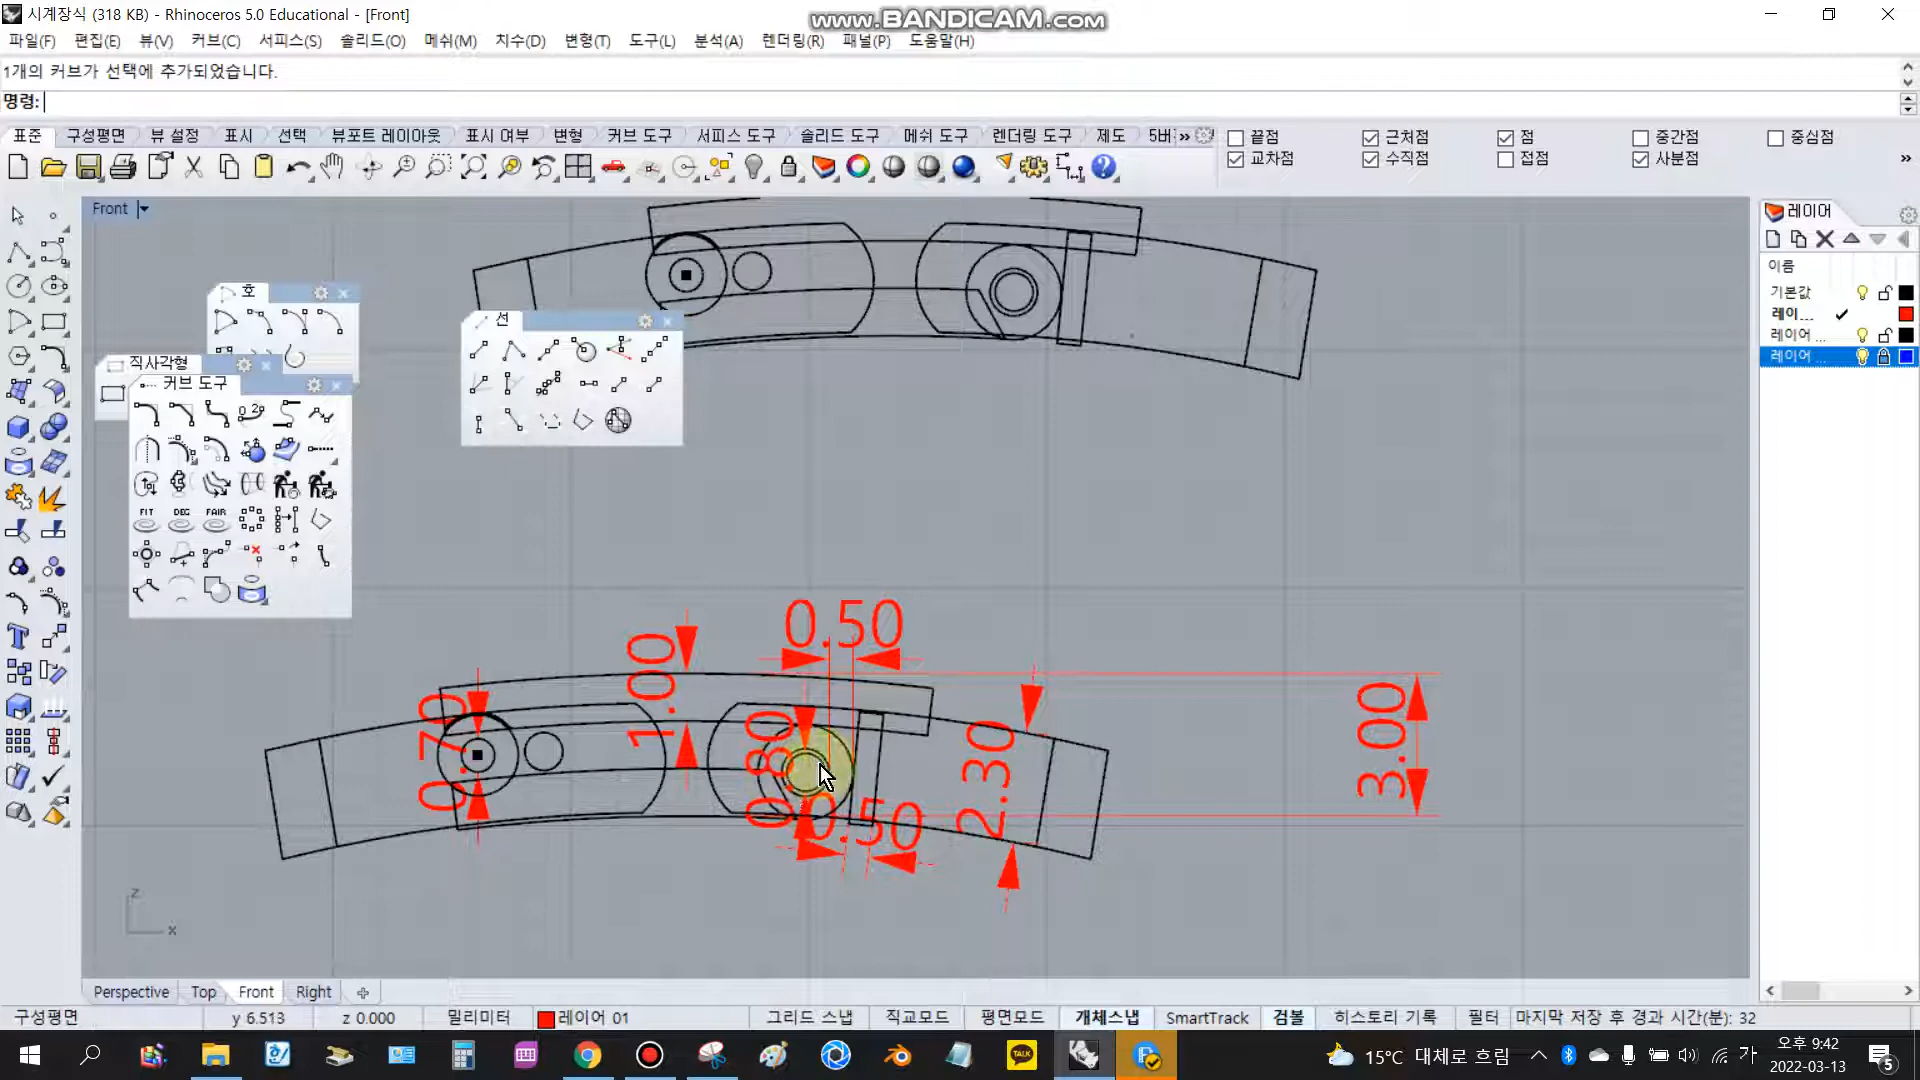 시계장식 (318 KB) - Rhinoceros 5.0 Educational - [Front]
www.BANDICAM.com
파일(F) 편집(E) 뷰(V) 커브(C) 서피스(S) 솔리드(O) 메쉬(M) 치수(D) 변형(T) 도구(L) 분석(A) 렌더링(R) 패널(P) 도움말(H)
1개의 커브가 선택에 추가되었습니다.
명령:
표준 구성평면 뷰 설정 표시 선택 뷰포트 레이아웃 표시 여부 변형 커브 도구 서피스 도구 솔리드 도구 메쉬 도구 렌더링 도구 제도 5버 »
끝점 근처점 점 중간점 중심점
교차점 수직점 접점 사분점 »
Front
레이어
이름
기본값
레이...
레이어
레이어 ...
호
선
직사각형
커브 도구
0.50
1.00
0.70
0.80
0.50
2.30
3.00
z
x
Perspective Top Front Right
구성평면 y 6.513 z 0.000 밀리미터 레이어 01 그리드 스냅 직교모드 평면모드 개체스냅 SmartTrack 검볼 히스토리 기록 필터 마지막 저장 후 경과 시간(분): 32
TALK
15°C 대체로 흐림
가
오후 9:42
2022-03-13
5